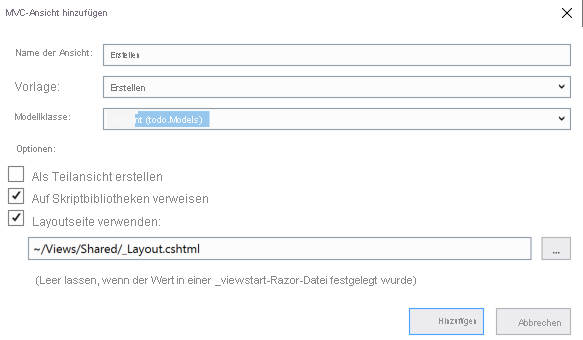 MVC-Ansicht hinzufügen
Name der Ansicht: Erstellen
Vorlage: Erstellen
Modellklasse: nt (todo.Models)
Optionen:
Als Teilansicht erstellen
Auf Skriptbibliotheken verweisen
Layoutseite verwenden:
~/Views/Shared/_Layout.cshtml ...
(Leer lassen, wenn der Wert in einer _viewstart-Razor-Datei festgelegt wurde)
Hinzufügen Abbrechen